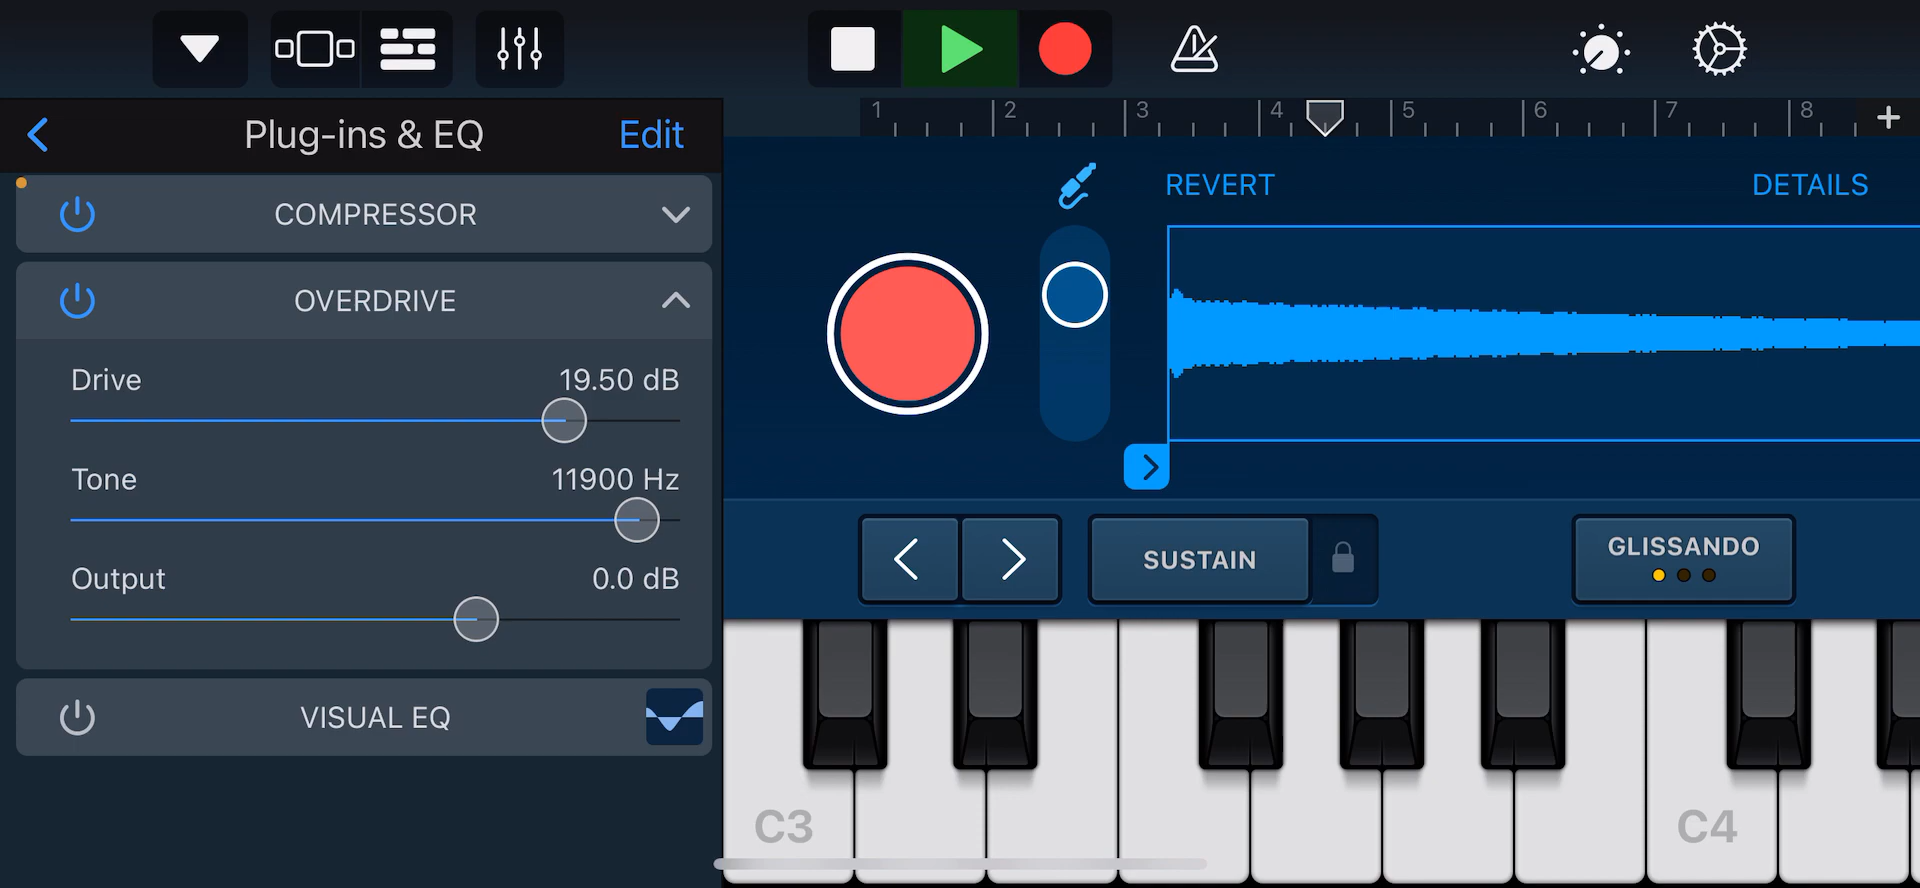 1 2 3 4 5 6 7 8 +
Plug-ins & EQ Edit
REVERT DETAILS
COMPRESSOR
OVERDRIVE
Drive 19.50 dB
Tone 11900 Hz
Output 0.0 dB
VISUAL EQ
SUSTAIN GLISSANDO
C3 C4